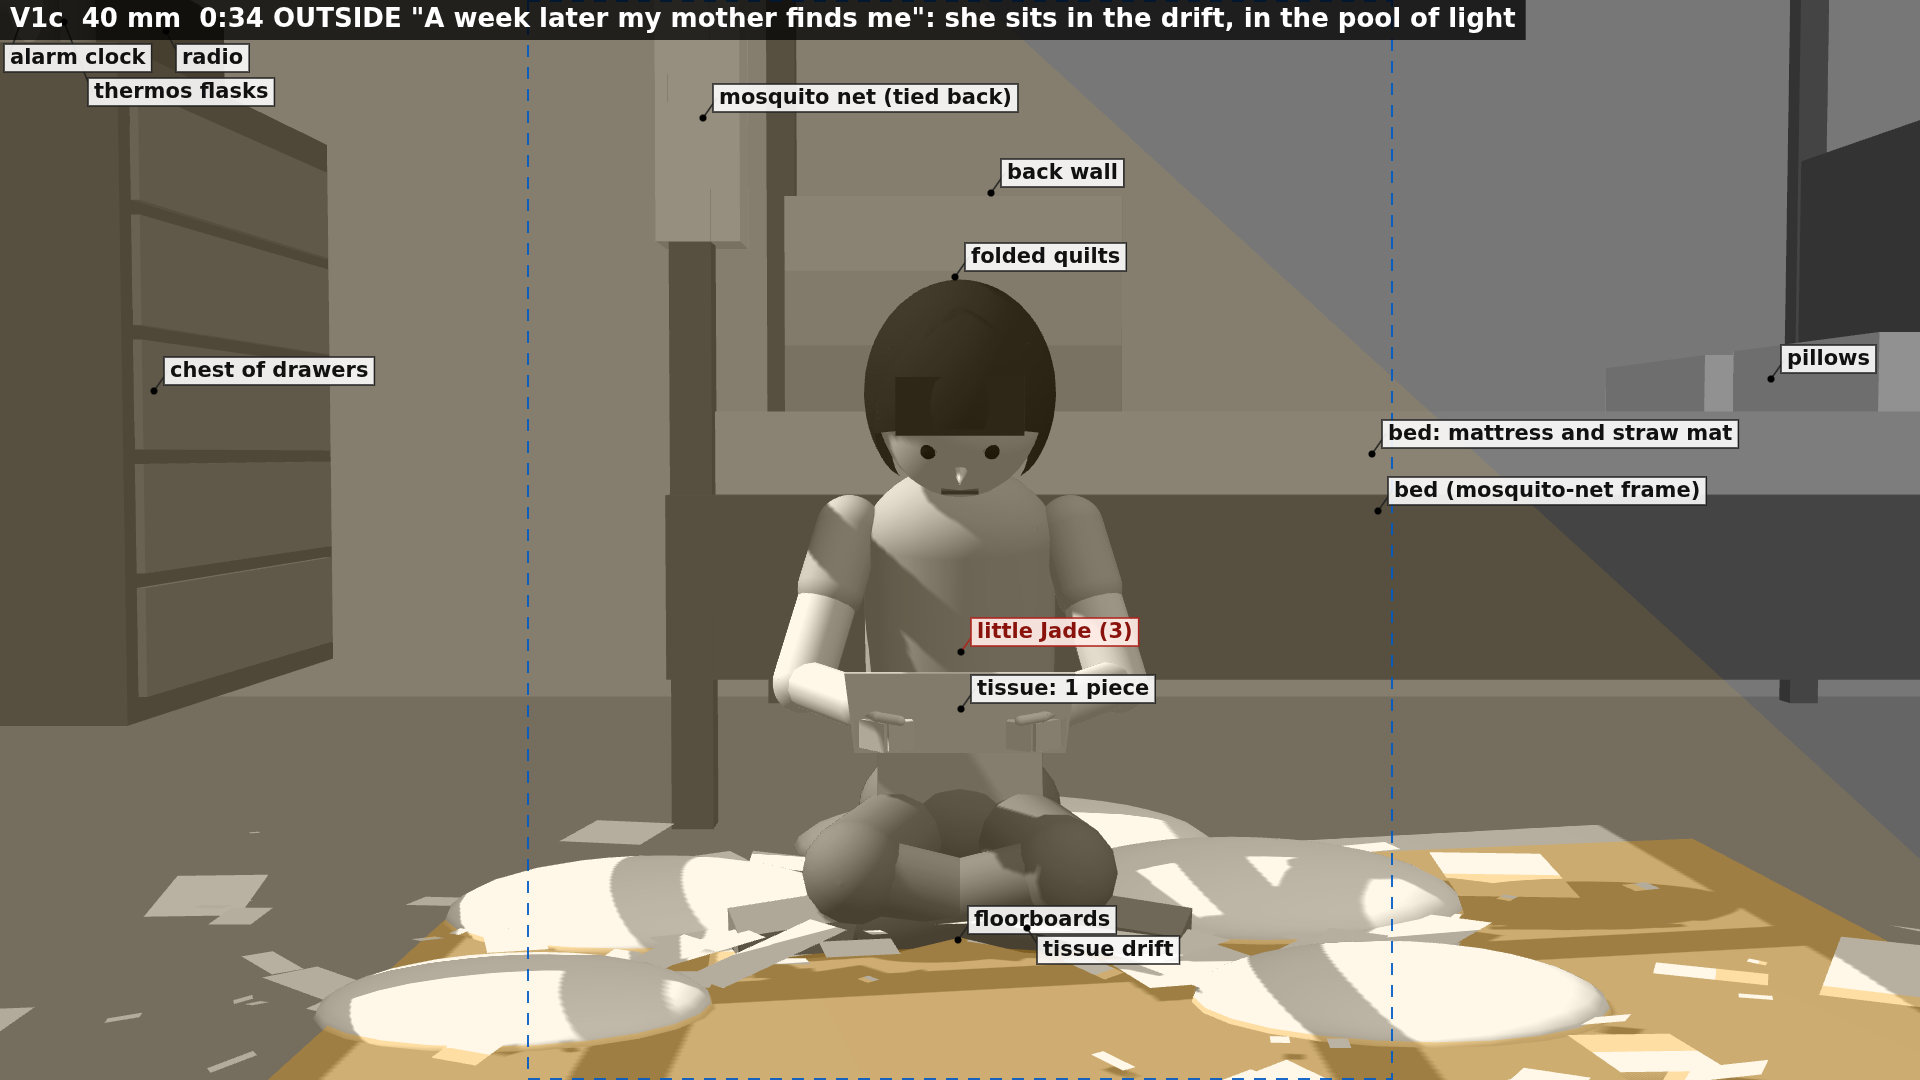 V1c 40 mm 0:34 OUTSIDE "A week later my mother finds me": she sits in the drift, in the pool of light
alarm clock
radio
thermos flasks
mosquito net (tied back)
back wall
folded quilts
chest of drawers
pillows
bed: mattress and straw mat
bed (mosquito-net frame)
little Jade (3)
tissue: 1 piece
floorboards
tissue drift